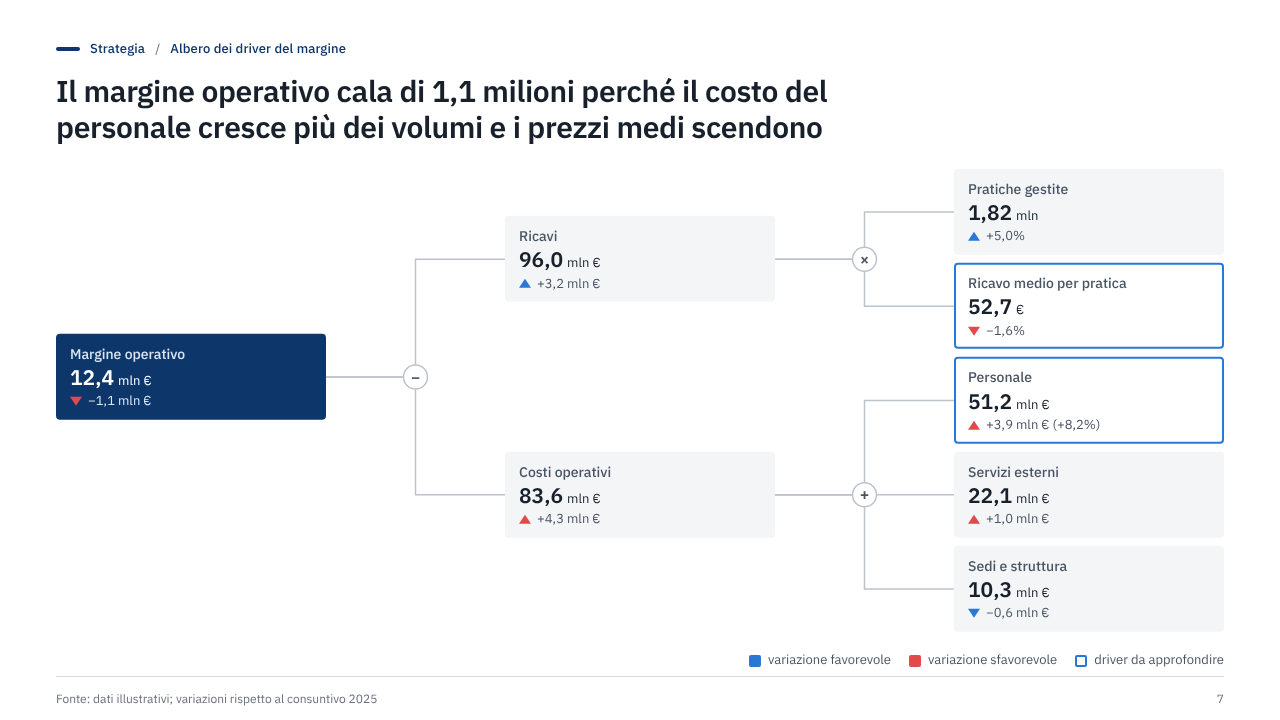 Strategia / Albero dei driver del margine
Il margine operativo cala di 1,1 milioni perché il costo del
personale cresce più dei volumi e i prezzi medi scendono
Margine operativo
12,4 mln €
−1,1 mln €
−
Ricavi
96,0 mln €
+3,2 mln €
Costi operativi
83,6 mln €
+4,3 mln €
×
+
Pratiche gestite
1,82 mln
+5,0%
Ricavo medio per pratica
52,7 €
−1,6%
Personale
51,2 mln €
+3,9 mln € (+8,2%)
Servizi esterni
22,1 mln €
+1,0 mln €
Sedi e struttura
10,3 mln €
−0,6 mln €
variazione favorevole variazione sfavorevole driver da approfondire
Fonte: dati illustrativi; variazioni rispetto al consuntivo 2025 7